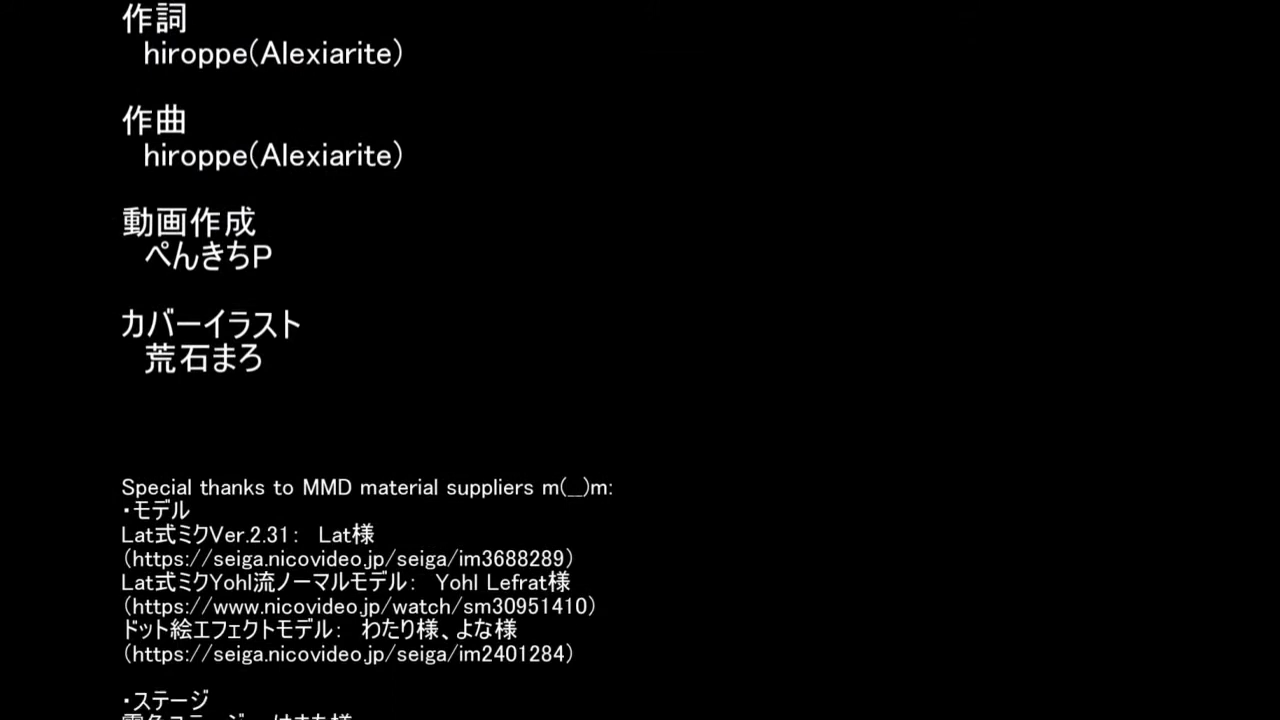 作詞
hiroppe(Alexiarite)
作曲
hiroppe(Alexiarite)
動画作成
ぺんきちP
カバーイラスト
荒石まろ
Special thanks to MMD material suppliers m(__)m:
・モデル
Lat式ミクVer.2.31： Lat様
(https://seiga.nicovideo.jp/seiga/im3688289)
Lat式ミクYohl流ノーマルモデル： Yohl Lefrat様
(https://www.nicovideo.jp/watch/sm30951410)
ドット絵エフェクトモデル： わたり様、よな様
(https://seiga.nicovideo.jp/seiga/im2401284)
・ステージ